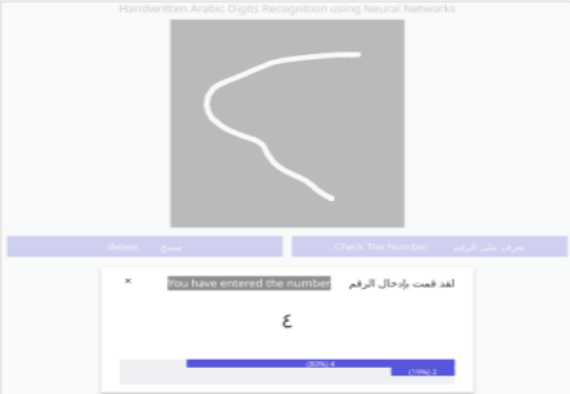 Handwritten Arabic Digits Recognition using Neural Networks
delete مسح
Check The Number تعرف على الرقم
× You have entered the number لقد قمت بإدخال الرقم
٤
(80%) 4
(19%) 2